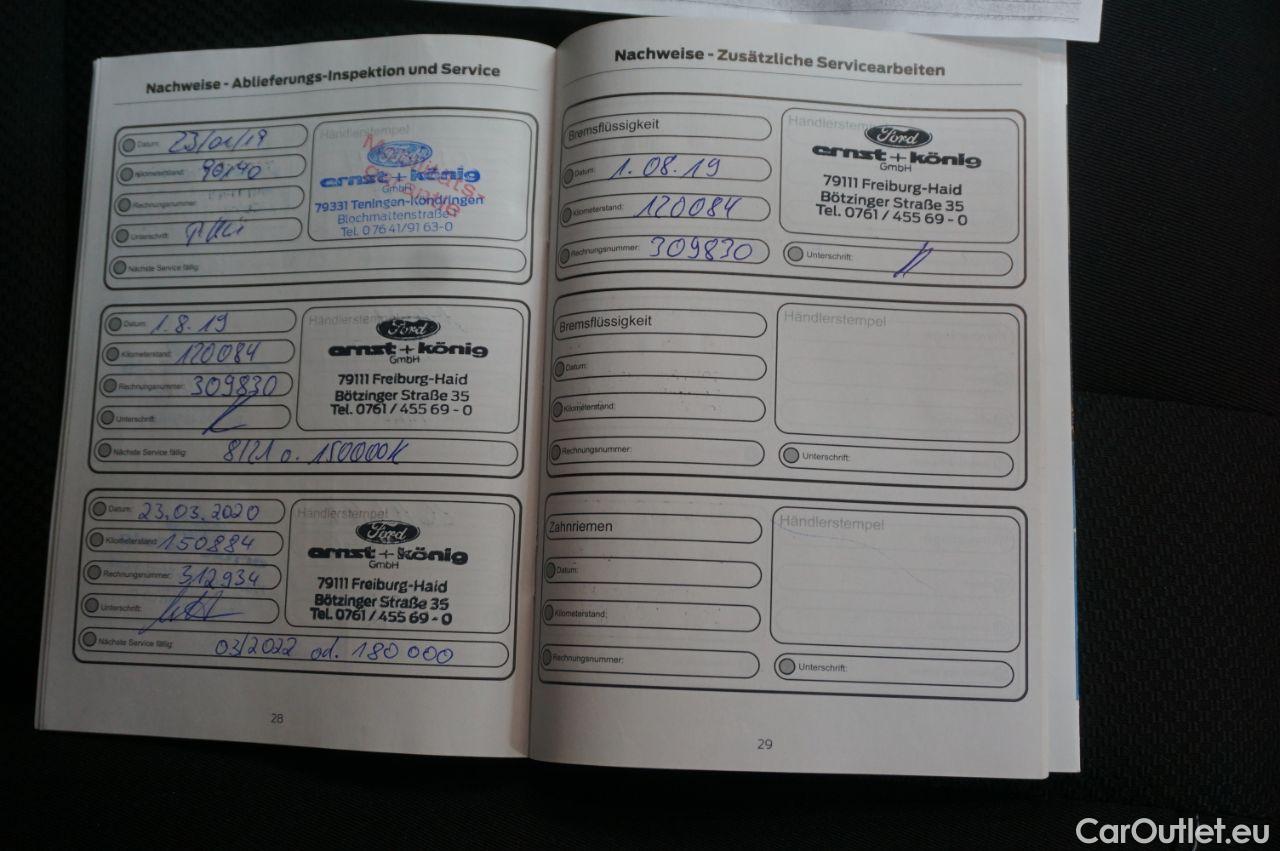 Nachweise - Ablieferungs-Inspektion und Service
Datum: 23/01/19
Kilometerstand:
Rechnungsnummer:
Unterschrift:
Nächste Service fällig:
Händlerstempel
Ford
ernst + könig
GmbH
79331 Teningen-Köndringen
Blochmattenstraße
Tel. 0 76 41/91 63-0
Mobilitäts-
garantie
Datum: 1.8.19
Kilometerstand: 120084
Rechnungsnummer: 309830
Unterschrift:
Nächste Service fällig: 8/21 o. 150000K
Händlerstempel
Ford
ernst + könig
GmbH
79111 Freiburg-Haid
Bötzinger Straße 35
Tel. 0761 / 455 69 - 0
Datum: 23.03.2020
Kilometerstand: 150884
Rechnungsnummer: 312934
Unterschrift:
Nächste Service fällig: 03/2022 od. 180 000
Händlerstempel
Ford
ernst + könig
GmbH
79111 Freiburg-Haid
Bötzinger Straße 35
Tel. 0761 / 455 69 - 0
28
Nachweise - Zusätzliche Servicearbeiten
Bremsflüssigkeit
Datum: 1.08.19
Kilometerstand: 120084
Rechnungsnummer: 309830
Händlerstempel
Ford
ernst + könig
GmbH
79111 Freiburg-Haid
Bötzinger Straße 35
Tel. 0761 / 455 69 - 0
Unterschrift:
Bremsflüssigkeit
Datum:
Kilometerstand:
Rechnungsnummer:
Händlerstempel
Unterschrift:
Zahnriemen
Datum:
Kilometerstand:
Rechnungsnummer:
Händlerstempel
Unterschrift:
29
CarOutlet.eu